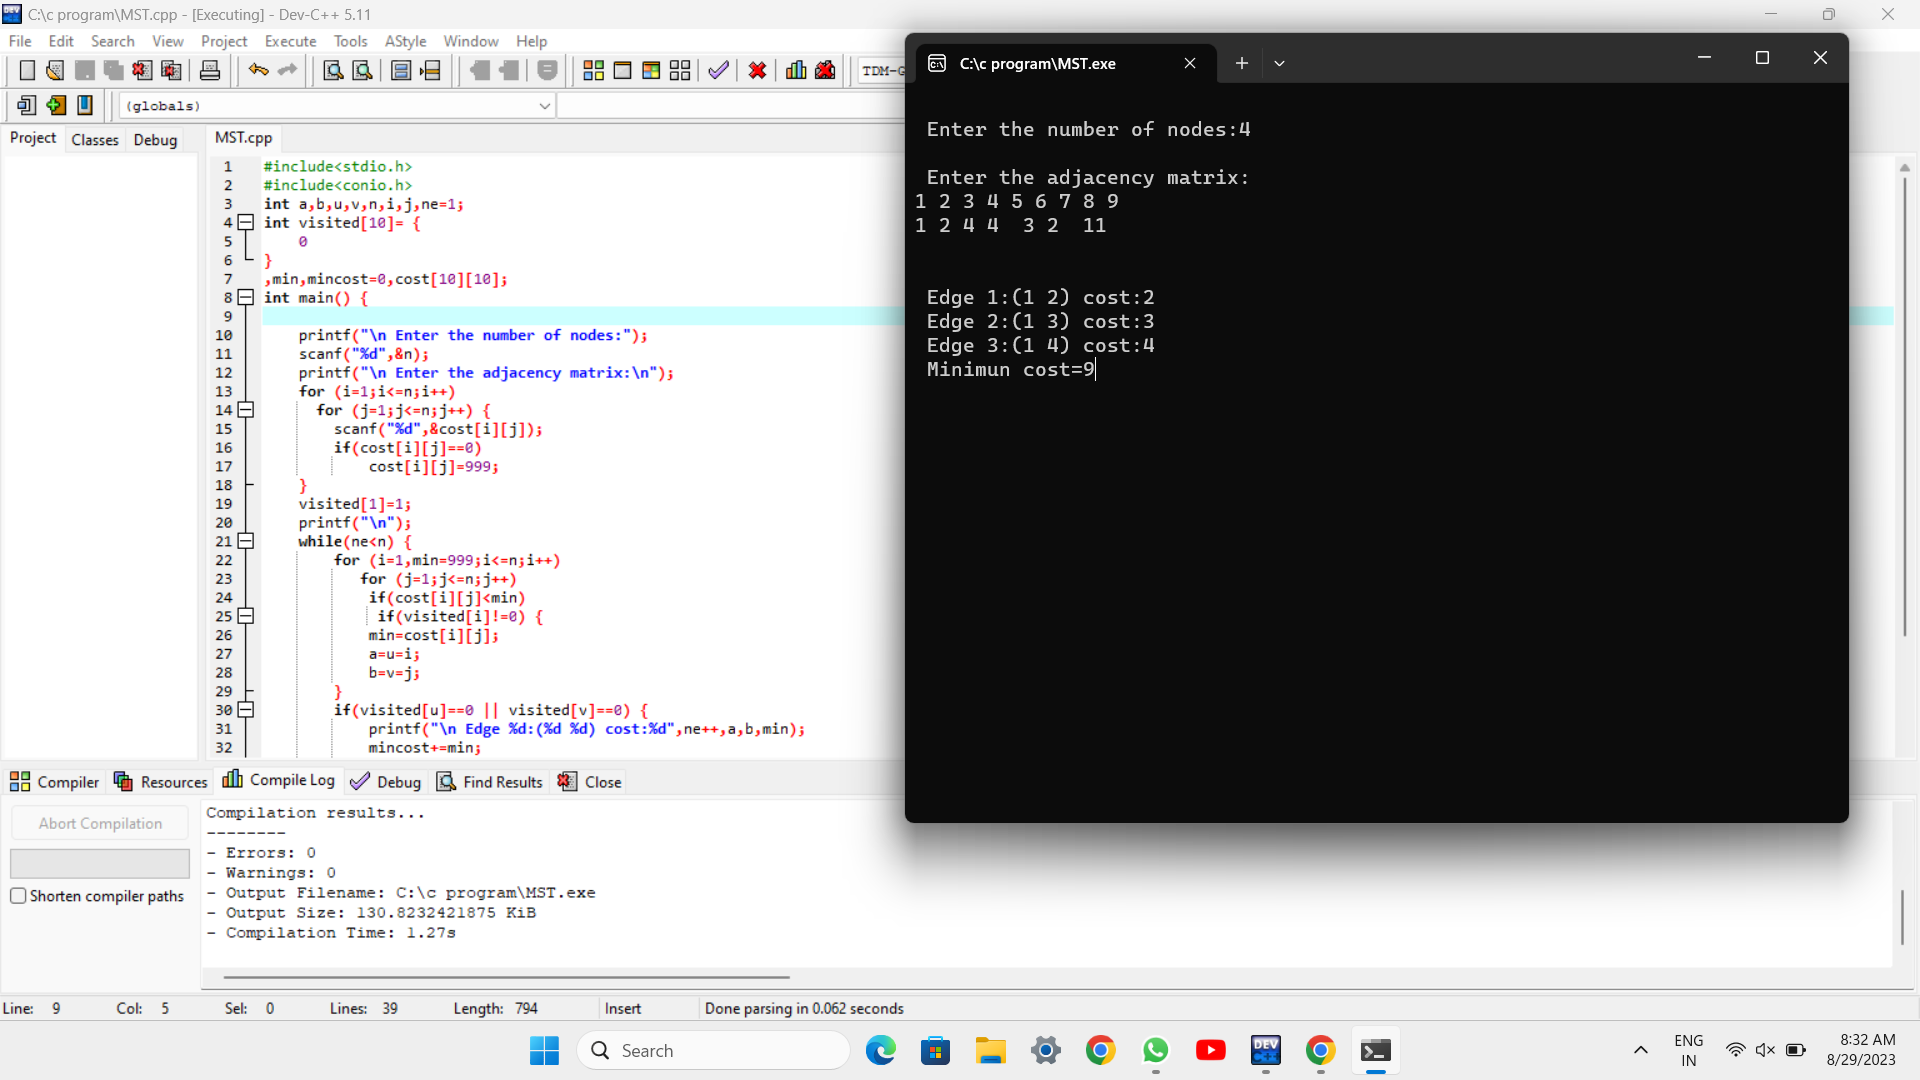 C:\c program\MST.cpp - [Executing] - Dev-C++ 5.11
File Edit Search View Project Execute Tools AStyle Window Help
TDM-G
(globals)
Project Classes Debug MST.cpp
1 #include<stdio.h>
2 #include<conio.h>
3 int a,b,u,v,n,i,j,ne=1;
4 int visited[10]= {
5 0
6 }
7 ,min,mincost=0,cost[10][10];
8 int main() {
9
10 printf("\n Enter the number of nodes:");
11 scanf("%d",&n);
12 printf("\n Enter the adjacency matrix:\n");
13 for (i=1;i<=n;i++)
14 for (j=1;j<=n;j++) {
15 scanf("%d",&cost[i][j]);
16 if(cost[i][j]==0)
17 cost[i][j]=999;
18 }
19 visited[1]=1;
20 printf("\n");
21 while(ne<n) {
22 for (i=1,min=999;i<=n;i++)
23 for (j=1;j<=n;j++)
24 if(cost[i][j]<min)
25 if(visited[i]!=0) {
26 min=cost[i][j];
27 a=u=i;
28 b=v=j;
29 }
30 if(visited[u]==0 || visited[v]==0) {
31 printf("\n Edge %d:(%d %d) cost:%d",ne++,a,b,min);
32 mincost+=min;
C:\c program\MST.exe
Enter the number of nodes:4
Enter the adjacency matrix:
1 2 3 4 5 6 7 8 9
1 2 4 4  3 2  11
Edge 1:(1 2) cost:2
Edge 2:(1 3) cost:3
Edge 3:(1 4) cost:4
Minimun cost=9
Compiler Resources Compile Log Debug Find Results Close
Abort Compilation
Shorten compiler paths
Compilation results...
--------
- Errors: 0
- Warnings: 0
- Output Filename: C:\c program\MST.exe
- Output Size: 130.8232421875 KiB
- Compilation Time: 1.27s
Line: 9 Col: 5 Sel: 0 Lines: 39 Length: 794 Insert Done parsing in 0.062 seconds
Search
DEV C++
ENG
IN
8:32 AM
8/29/2023